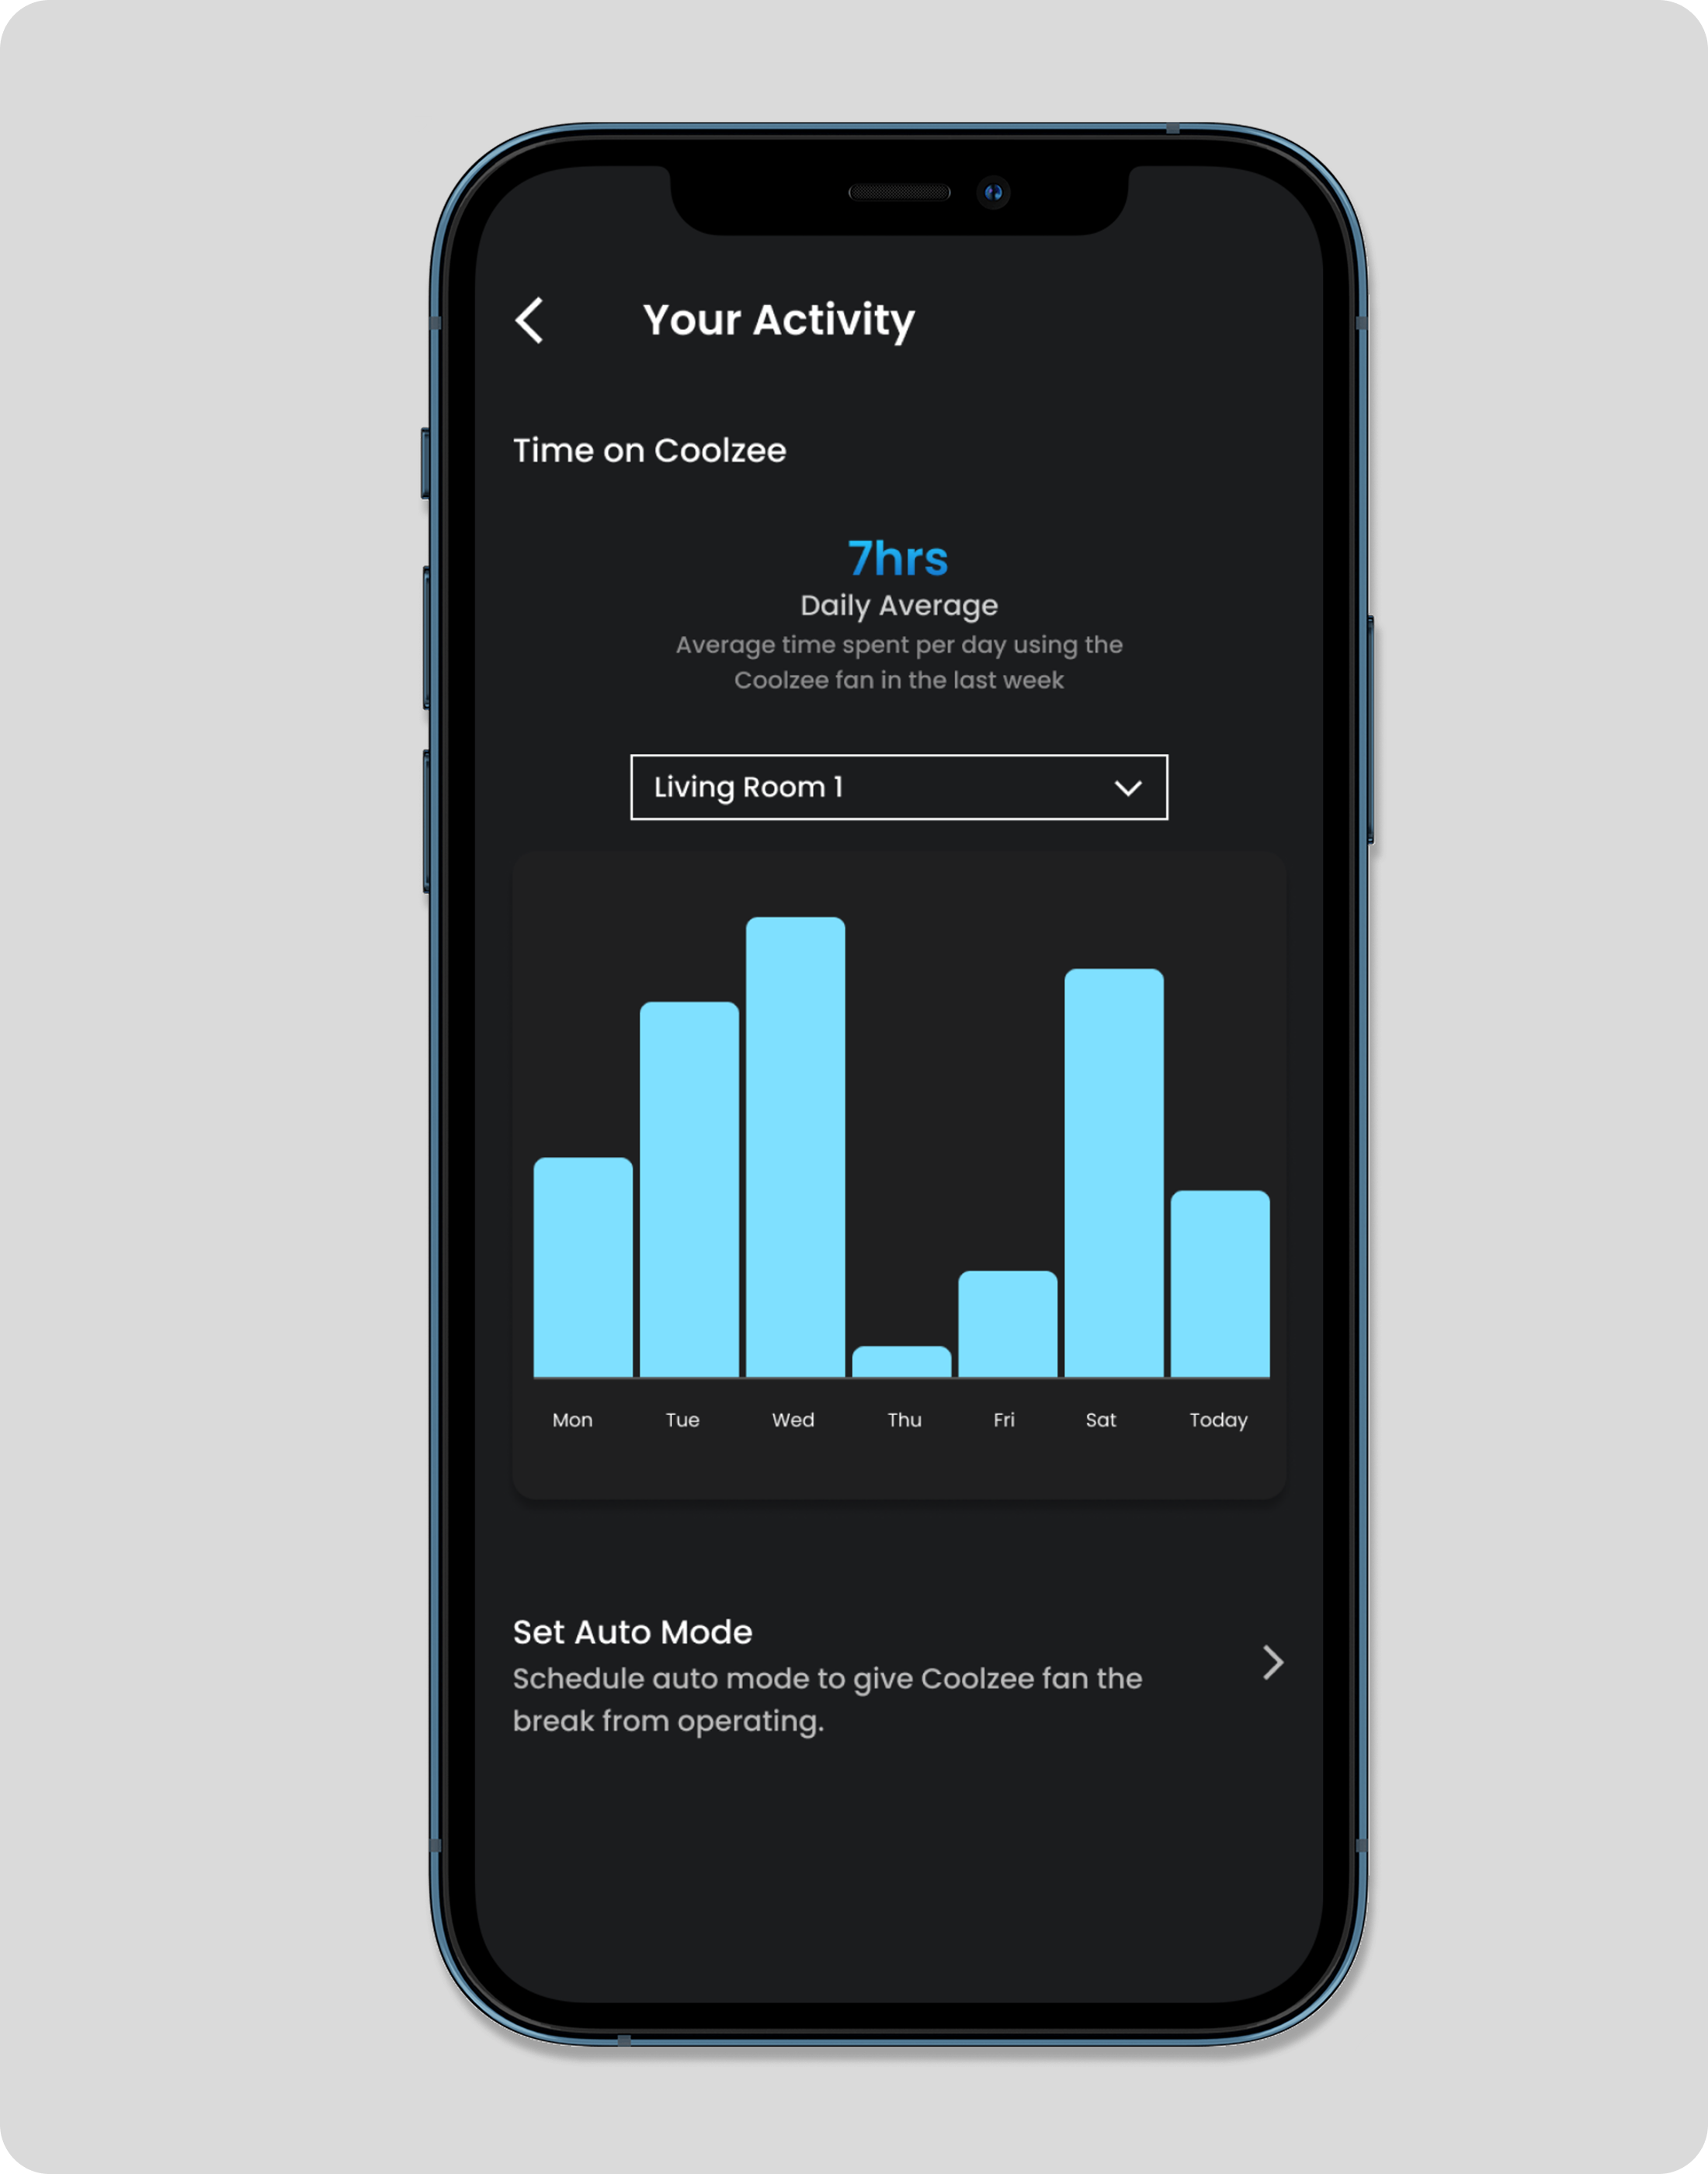 Your Activity
Time on Coolzee
7hrs
Daily Average
Average time spent per day using the
Coolzee fan in the last week
Living Room 1
Mon Tue Wed Thu Fri Sat Today
Set Auto Mode
Schedule auto mode to give Coolzee fan the
break from operating.